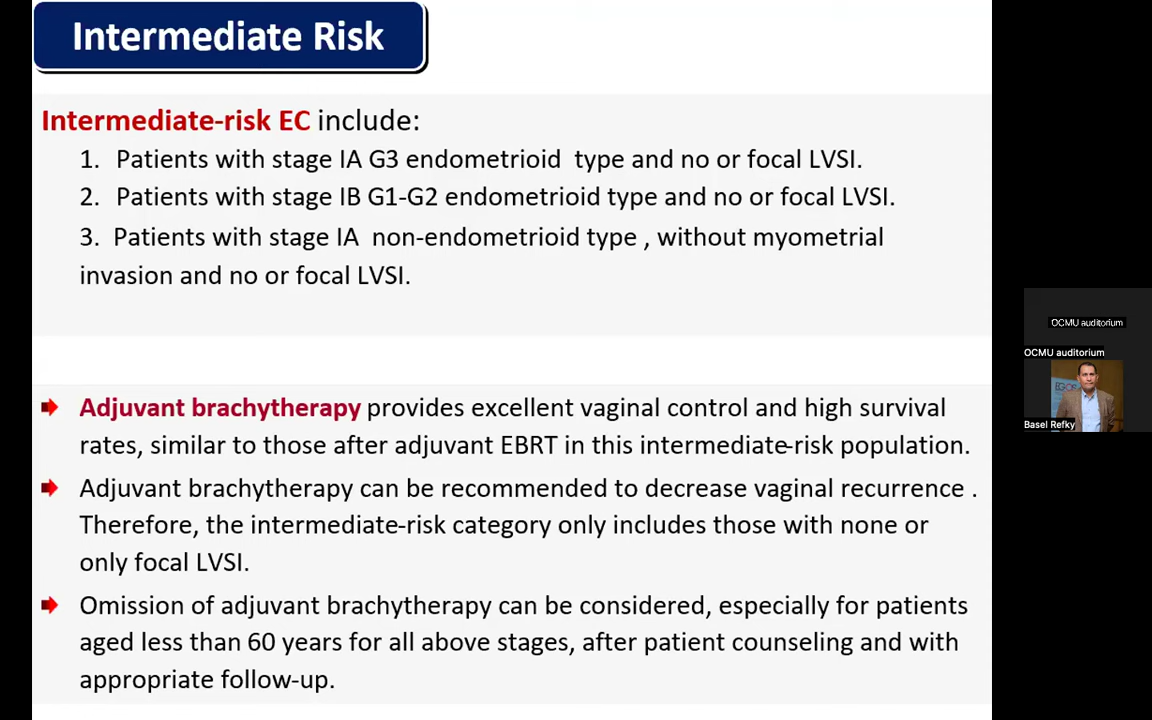 Intermediate Risk
Intermediate-risk EC include:
1. Patients with stage IA G3 endometrioid type and no or focal LVSI.
2. Patients with stage IB G1-G2 endometrioid type and no or focal LVSI.
3. Patients with stage IA non-endometrioid type , without myometrial
invasion and no or focal LVSI.
Adjuvant brachytherapy provides excellent vaginal control and high survival
rates, similar to those after adjuvant EBRT in this intermediate-risk population.
Adjuvant brachytherapy can be recommended to decrease vaginal recurrence .
Therefore, the intermediate-risk category only includes those with none or
only focal LVSI.
Omission of adjuvant brachytherapy can be considered, especially for patients
aged less than 60 years for all above stages, after patient counseling and with
appropriate follow-up.
OCMU auditorium
OCMU auditorium
Basel Refky